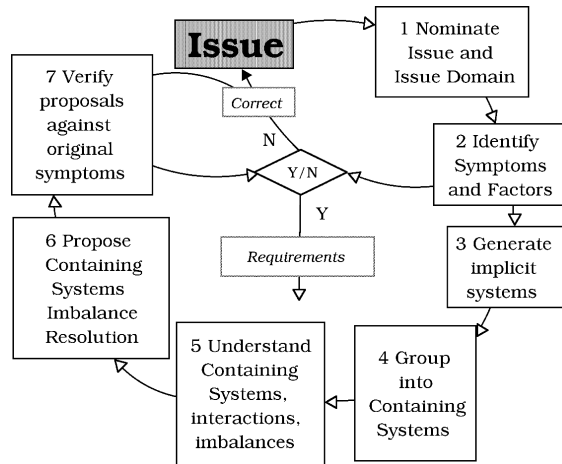 Issue
1 Nominate
Issue and
Issue Domain
2 Identify
Symptoms
and Factors
3 Generate
implicit
systems
4 Group
into
Containing
Systems
5 Understand
Containing
Systems,
interactions,
imbalances
6 Propose
Containing
Systems
Imbalance
Resolution
7 Verify
proposals
against
original
symptoms
Correct
N
Y/N
Y
Requirements